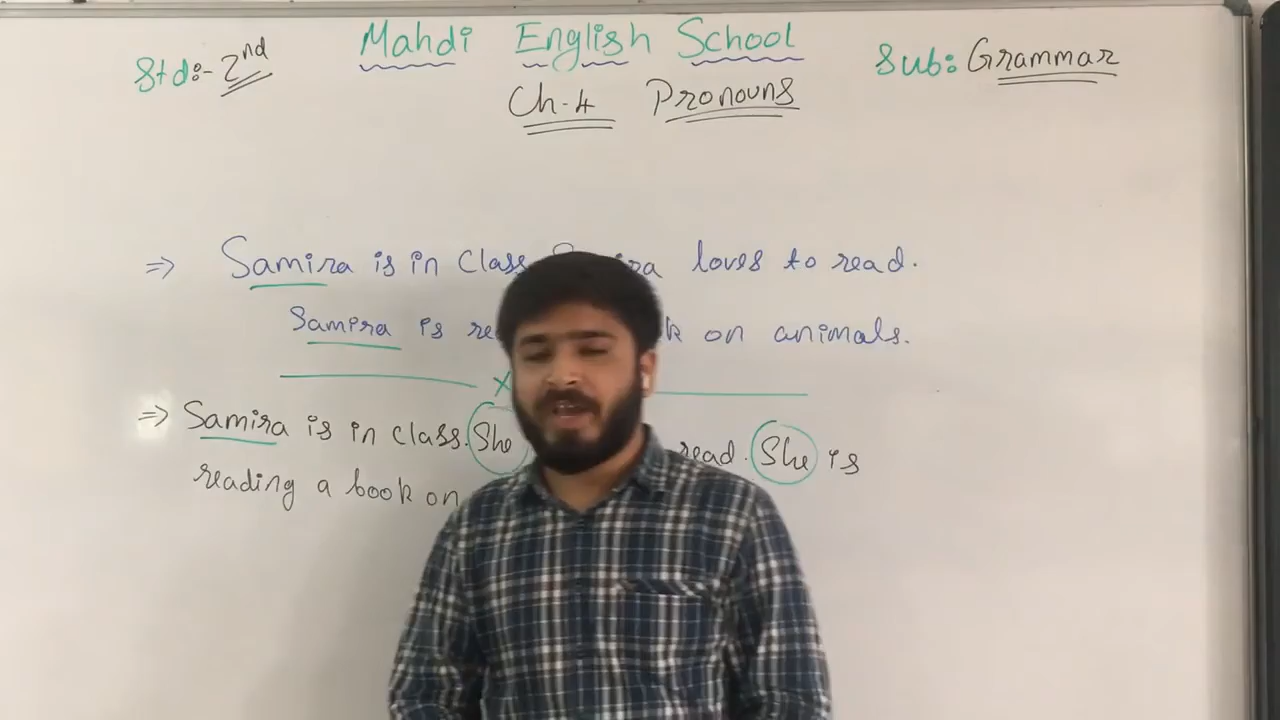 Mahdi English School
Std:- 2nd
Sub: Grammar
Ch-4 Pronouns
⇒ Samira is in class loves to read.
Samira is on animals.
x
⇒ Samira is in class. She read. She is
reading a book on